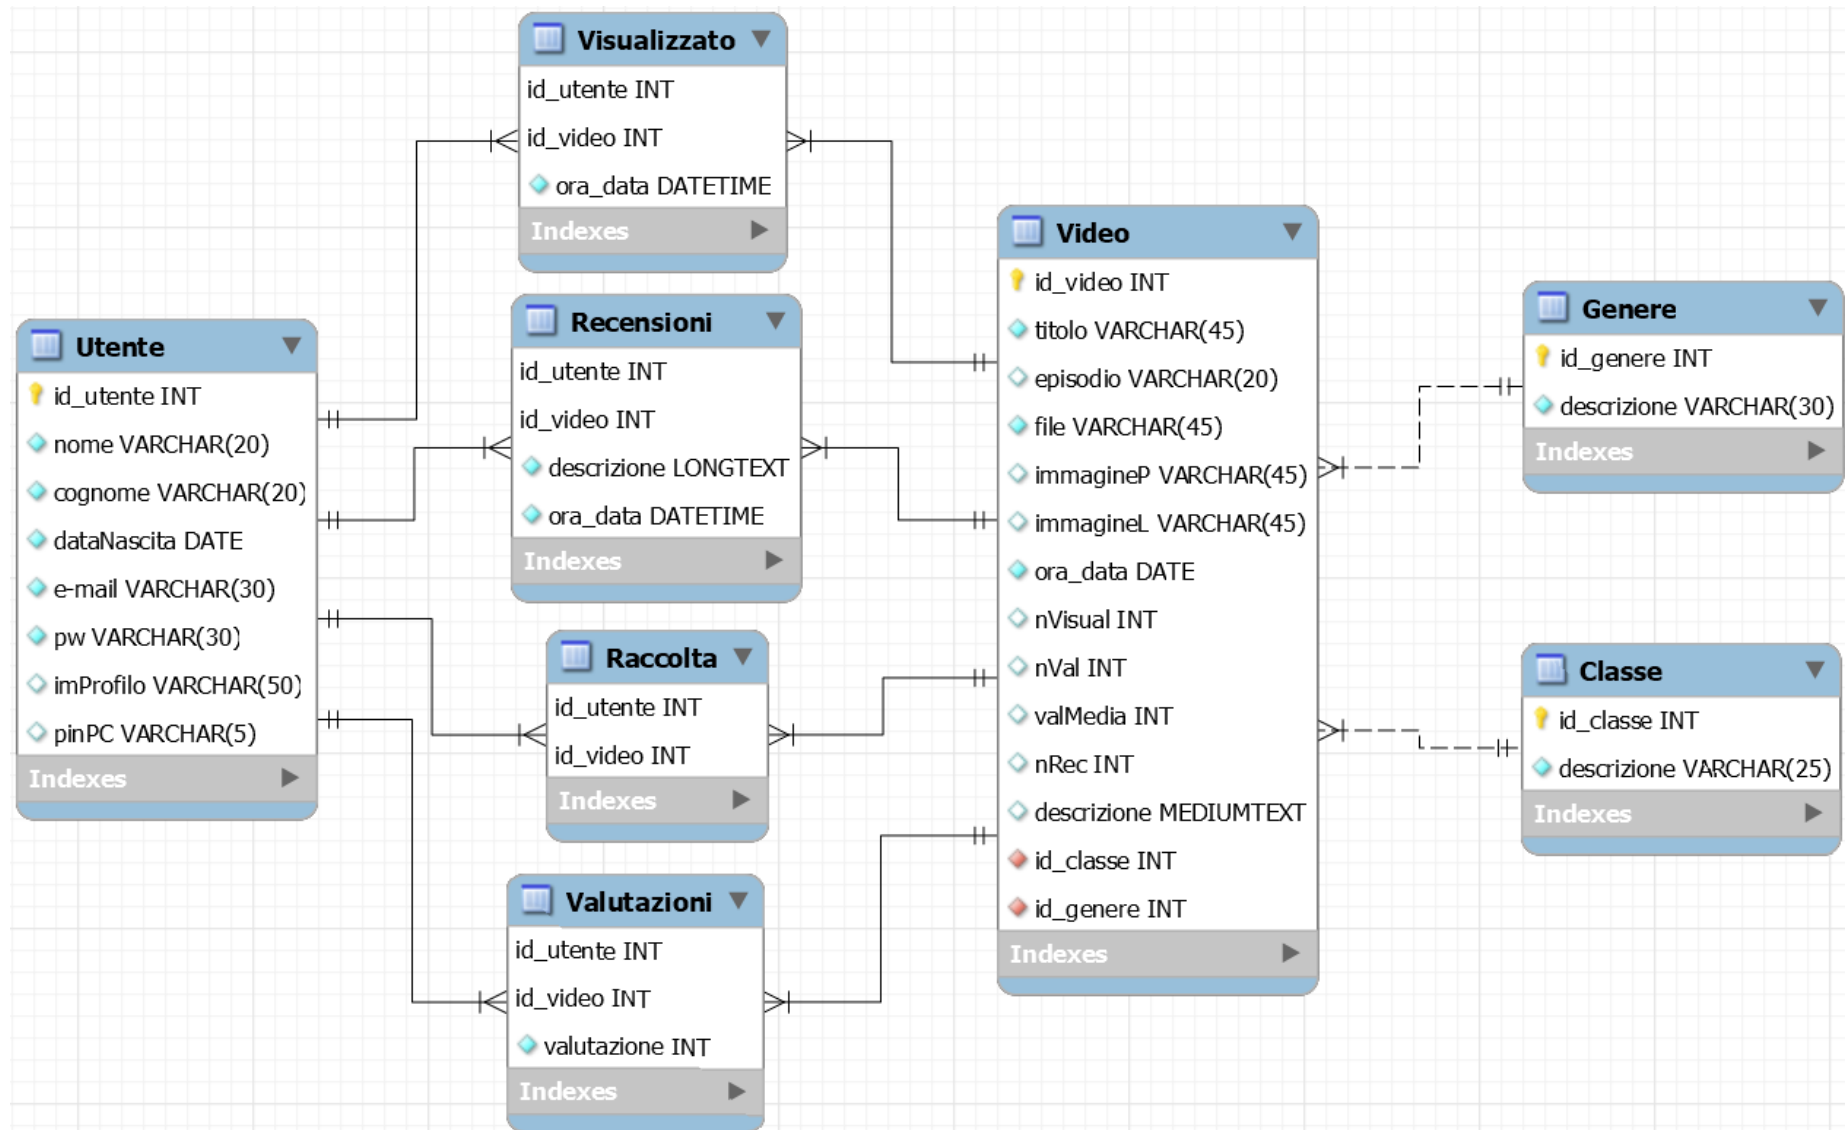 Visualizzato
id_utente INT
id_video INT
ora_data DATETIME
Indexes
Recensioni
id_utente INT
id_video INT
descrizione LONGTEXT
ora_data DATETIME
Indexes
Utente
id_utente INT
nome VARCHAR(20)
cognome VARCHAR(20)
dataNascita DATE
e-mail VARCHAR(30)
pw VARCHAR(30)
imProfilo VARCHAR(50)
pinPC VARCHAR(5)
Indexes
Raccolta
id_utente INT
id_video INT
Indexes
Valutazioni
id_utente INT
id_video INT
valutazione INT
Indexes
Video
id_video INT
titolo VARCHAR(45)
episodio VARCHAR(20)
file VARCHAR(45)
immagineP VARCHAR(45)
immagineL VARCHAR(45)
ora_data DATE
nVisual INT
nVal INT
valMedia INT
nRec INT
descrizione MEDIUMTEXT
id_classe INT
id_genere INT
Indexes
Genere
id_genere INT
descrizione VARCHAR(30)
Indexes
Classe
id_classe INT
descrizione VARCHAR(25)
Indexes